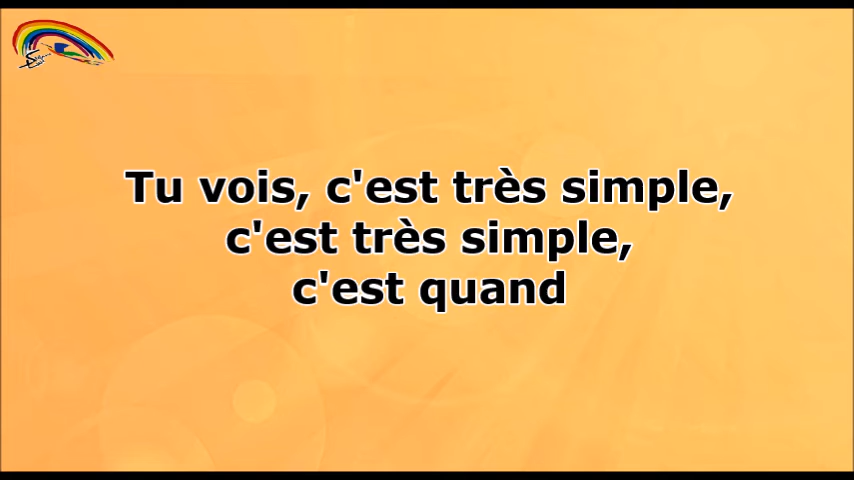 Tu vois, c'est très simple,
c'est très simple,
c'est quand